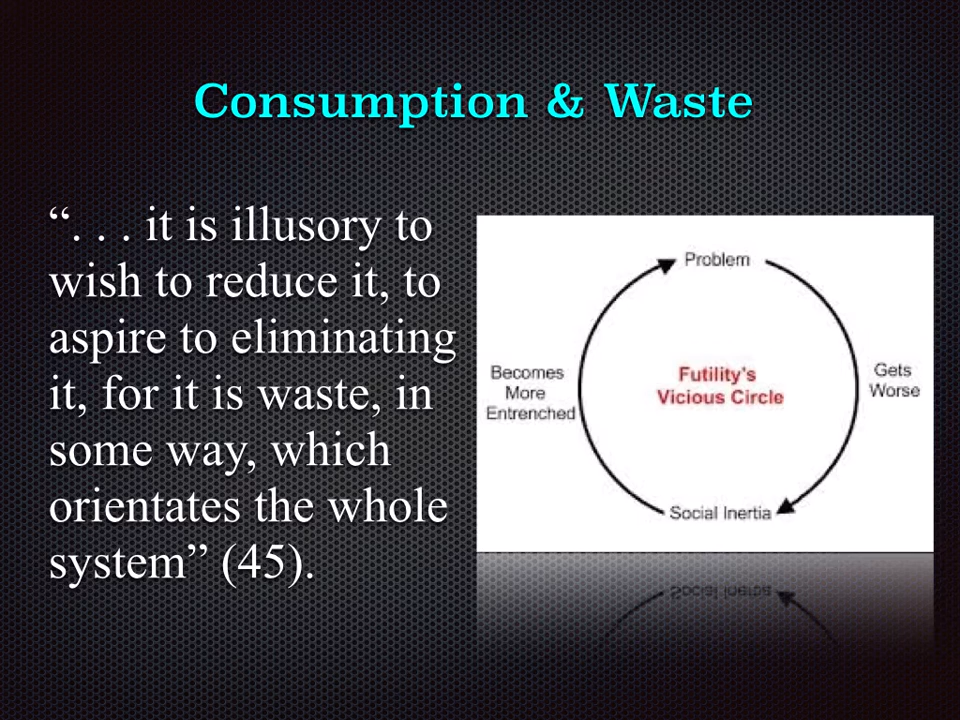 Consumption & Waste
“. . . it is illusory to
wish to reduce it, to
aspire to eliminating
it, for it is waste, in
some way, which
orientates the whole
system” (45).
Problem
Gets
Worse
Social Inertia
Becomes
More
Entrenched
Futility's
Vicious Circle
Social Inertia